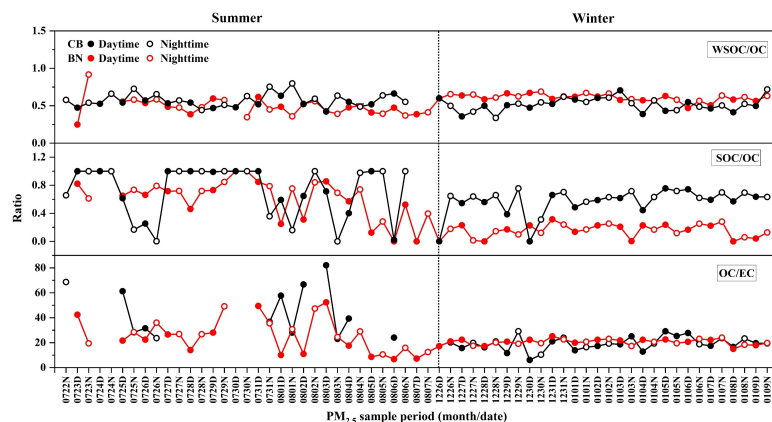 Summer Winter
1.5
CB Daytime Nighttime
BN Daytime Nighttime
WSOC/OC
1.0
0.5
0.0
SOC/OC
1.2
0.8
0.4
0.0
Ratio
OC/EC
80
60
40
20
0
0722N 0723D 0723N 0724D 0724N 0725D 0725N 0726D 0726N 0727D 0727N 0728D 0728N 0729D 0729N 0730D 0730N 0731D 0731N 0801D 0801N 0802D 0802N 0803D 0803N 0804D 0804N 0805D 0805N 0806D 0806N 0807D 0807N 1226D 1226N 1227D 1227N 1228D 1228N 1229D 1229N 1230D 1230N 1231D 1231N 0101D 0101N 0102D 0102N 0103D 0103N 0104D 0104N 0105D 0105N 0106D 0106N 0107D 0107N 0108D 0108N 0109D 0109N
PM2.5 sample period (month/date)